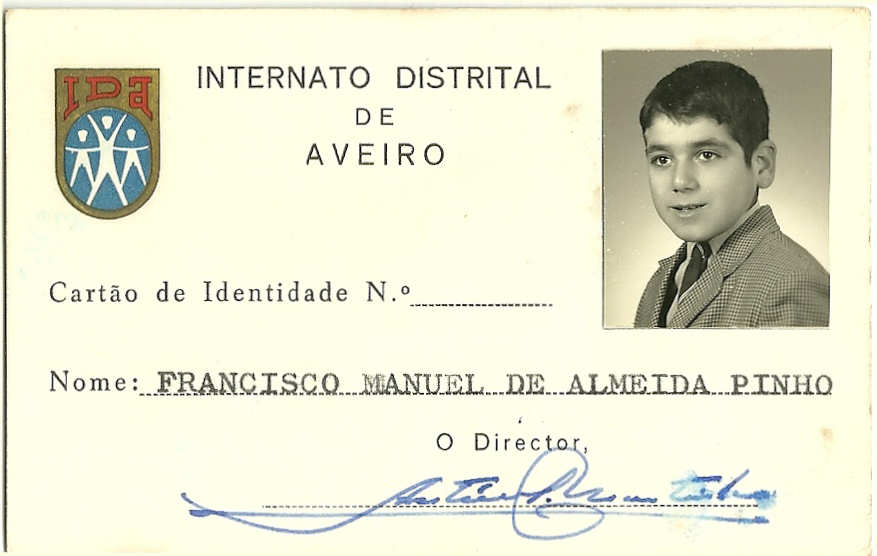 IDA
INTERNATO DISTRITAL
DE
AVEIRO
Cartão de Identidade N.º
Nome: FRANCISCO MANUEL DE ALMEIDA PINHO
O Director,